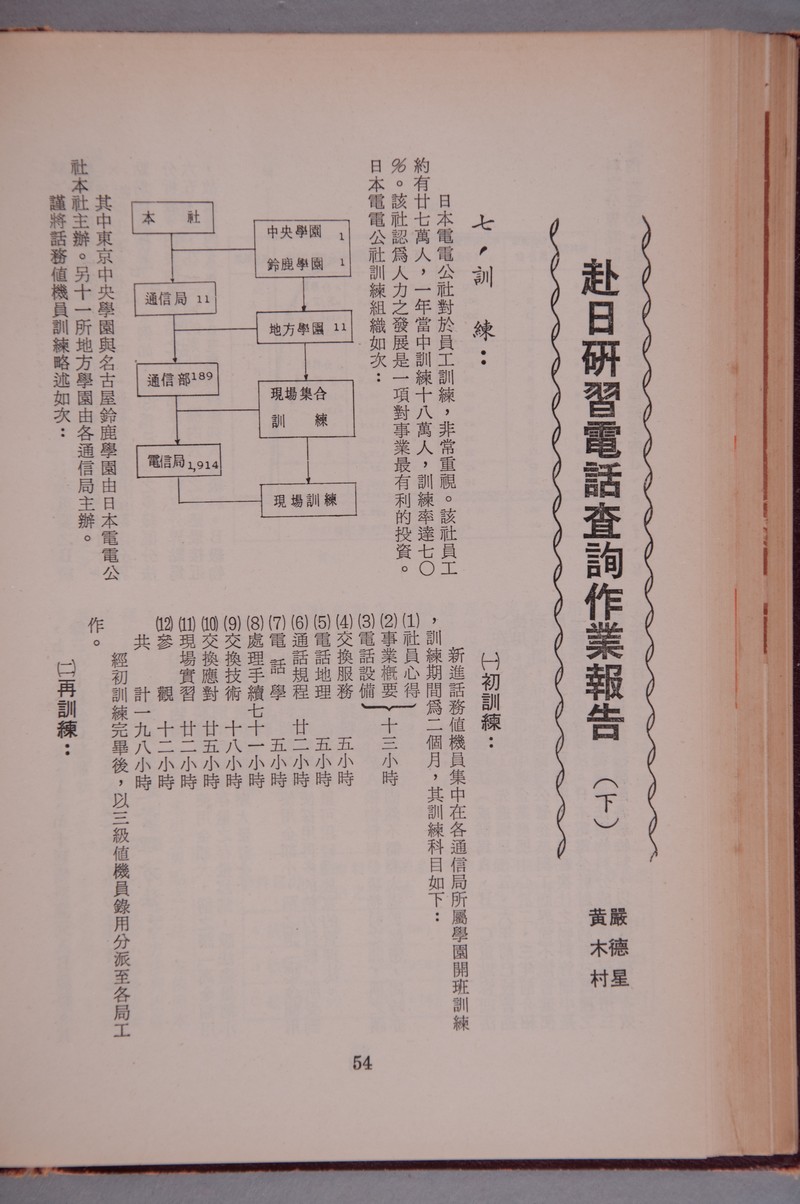 赴日研習電話查詢作業報告（下）
嚴德星
黃木村
七、訓　練：
日本電電公社對於員工訓練，非常重視。該社員工
約有廿七萬人，一年當中訓練十八萬人，訓練率達七〇
％。該社認爲人力之發展是一項對事業最有利的投資。
日本電電公社訓練組織如次：
本　社
中央學園 1
鈴鹿學園 1
通信局 11
地方學園 11
通信部 189
現場集合
訓　練
電信局 1,914
現場訓練
其中東京中央學園與名古屋鈴鹿學園由日本電電公
社本社主辦。另十一所地方學園由各通信局主辦。
謹將話務値機員訓練略述如次：
㈠初訓練：
新進話務値機員集中在各通信局所屬學園開班訓練
，訓練期間爲二個月，其訓練科目如下：
⑴社員心得
⑵事業概要　十三小時
⑶電話設備
⑷交換服務　五小時
⑸電話地理　五小時
⑹通話規程　廿二小時
⑺電話學　五小時
⑻處理手續七十一小時
⑼交換技術　十八小時
⑽交換應對　廿五小時
⑾現場實習　廿二小時
⑿參　觀　十二小時
共　計一九八小時
經初訓練完畢後，以三級値機員錄用分派至各局工
作。
㈡再訓練：
54